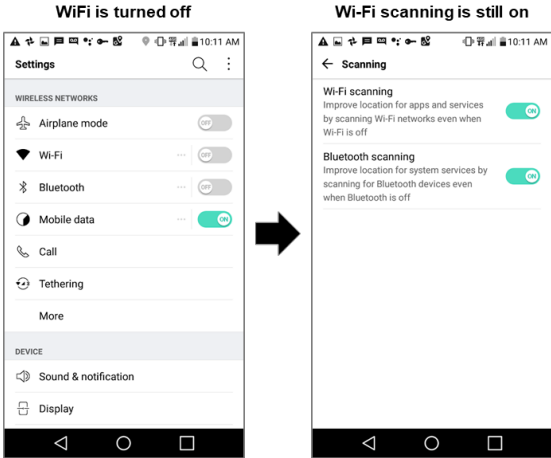 WiFi is turned off
10:11 AM
Settings
WIRELESS NETWORKS
Airplane mode
OFF
Wi-Fi
OFF
Bluetooth
OFF
Mobile data
ON
Call
Tethering
More
DEVICE
Sound & notification
Display
Wi-Fi scanning is still on
10:11 AM
Scanning
Wi-Fi scanning
Improve location for apps and services
by scanning Wi-Fi networks even when
Wi-Fi is off
ON
Bluetooth scanning
Improve location for system services by
scanning for Bluetooth devices even
when Bluetooth is off
ON